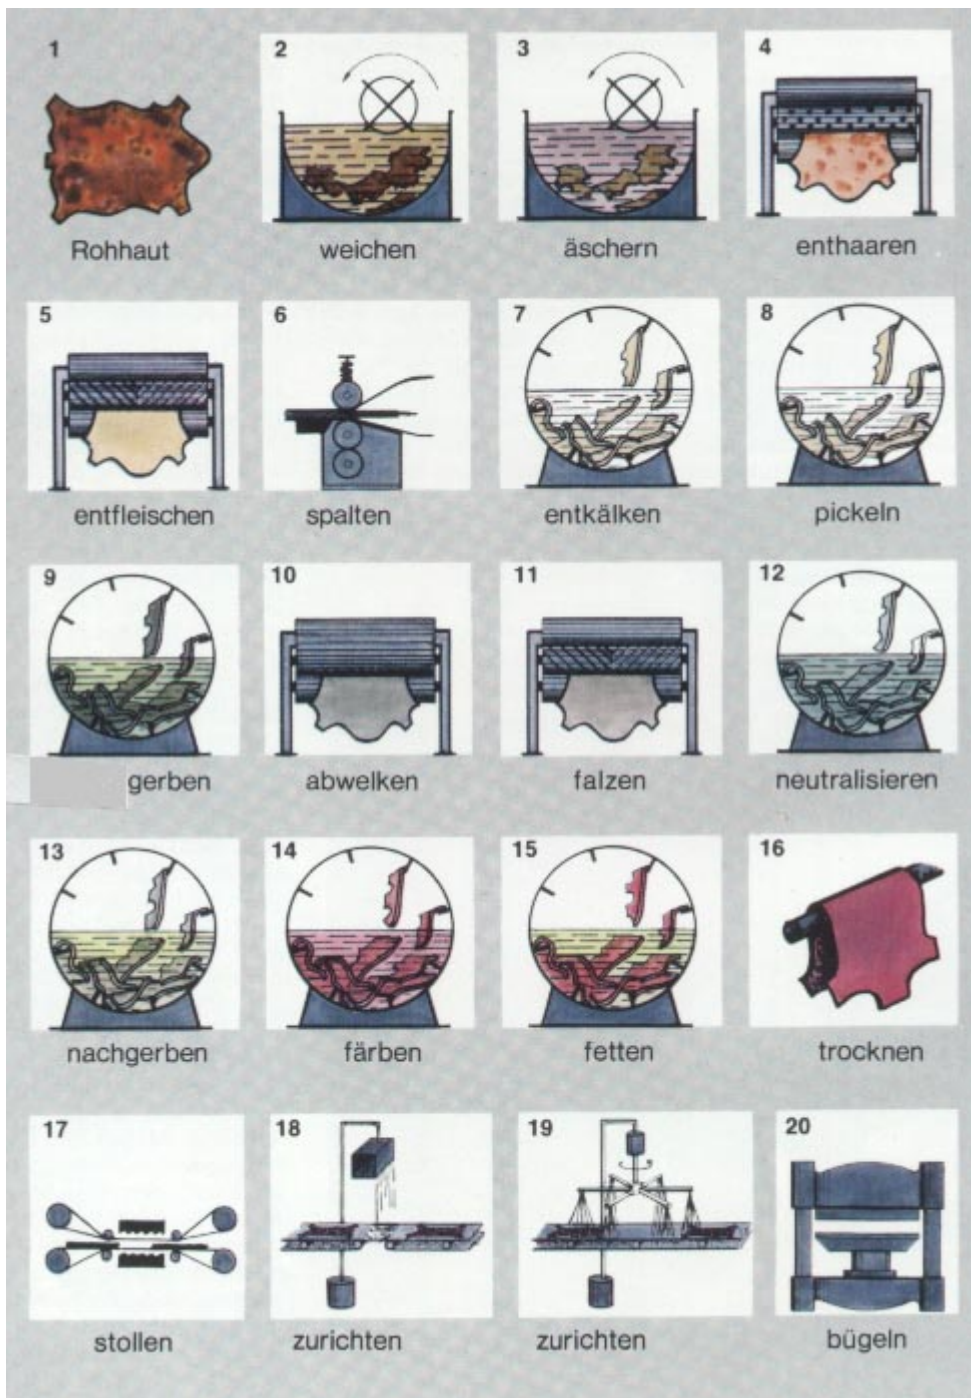 1
Rohhaut
2
weichen
3
äschern
4
enthaaren
5
entfleischen
6
spalten
7
entkälken
8
pickeln
9
gerben
10
abwelken
11
falzen
12
neutralisieren
13
nachgerben
14
färben
15
fetten
16
trocknen
17
stollen
18
zurichten
19
zurichten
20
bügeln